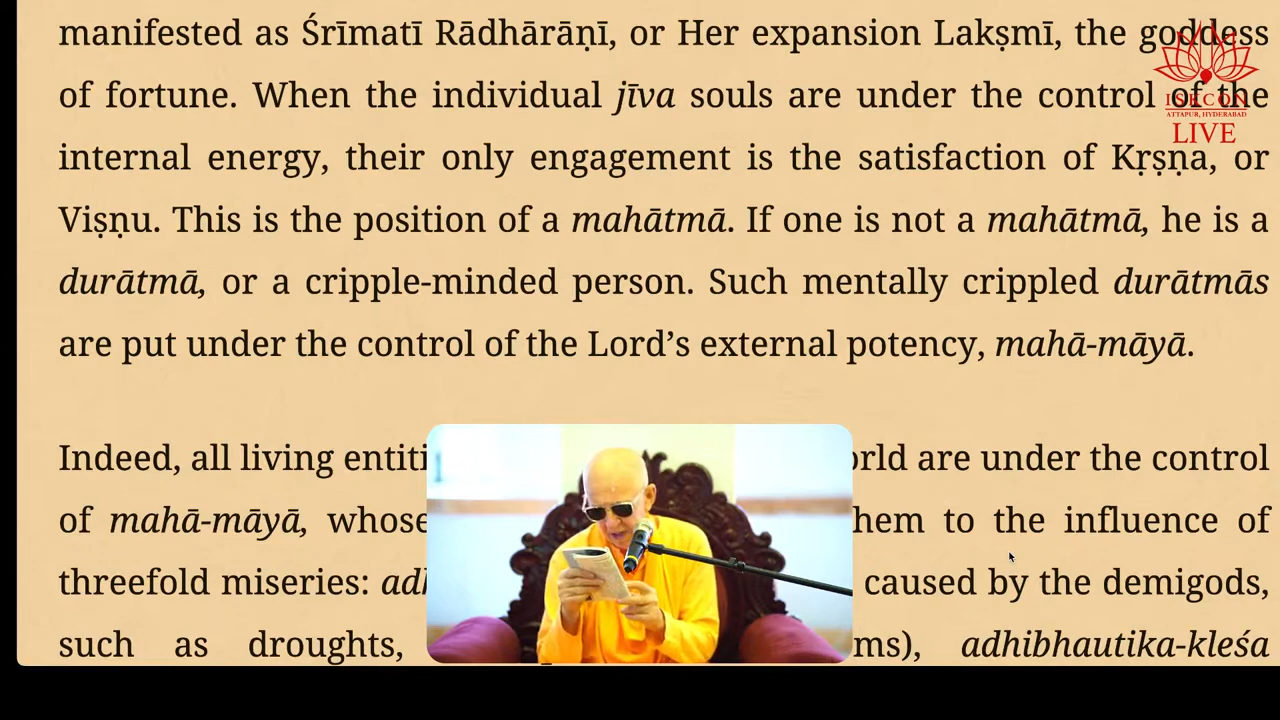 manifested as Śrīmatī Rādhārāṇī, or Her expansion Lakṣmī, the goddess
of fortune. When the individual jīva souls are under the control of the
internal energy, their only engagement is the satisfaction of Kṛṣṇa, or
Viṣṇu. This is the position of a mahātmā. If one is not a mahātmā, he is a
durātmā, or a cripple-minded person. Such mentally crippled durātmās
are put under the control of the Lord’s external potency, mahā-māyā.
Indeed, all living are under the control
of mahā-māyā, whose to the influence of
threefold miseries: caused by the demigods,
such as droughts, adhibhautika-kleśa
ISKCON
ATTAPUR, HYDERABAD
LIVE